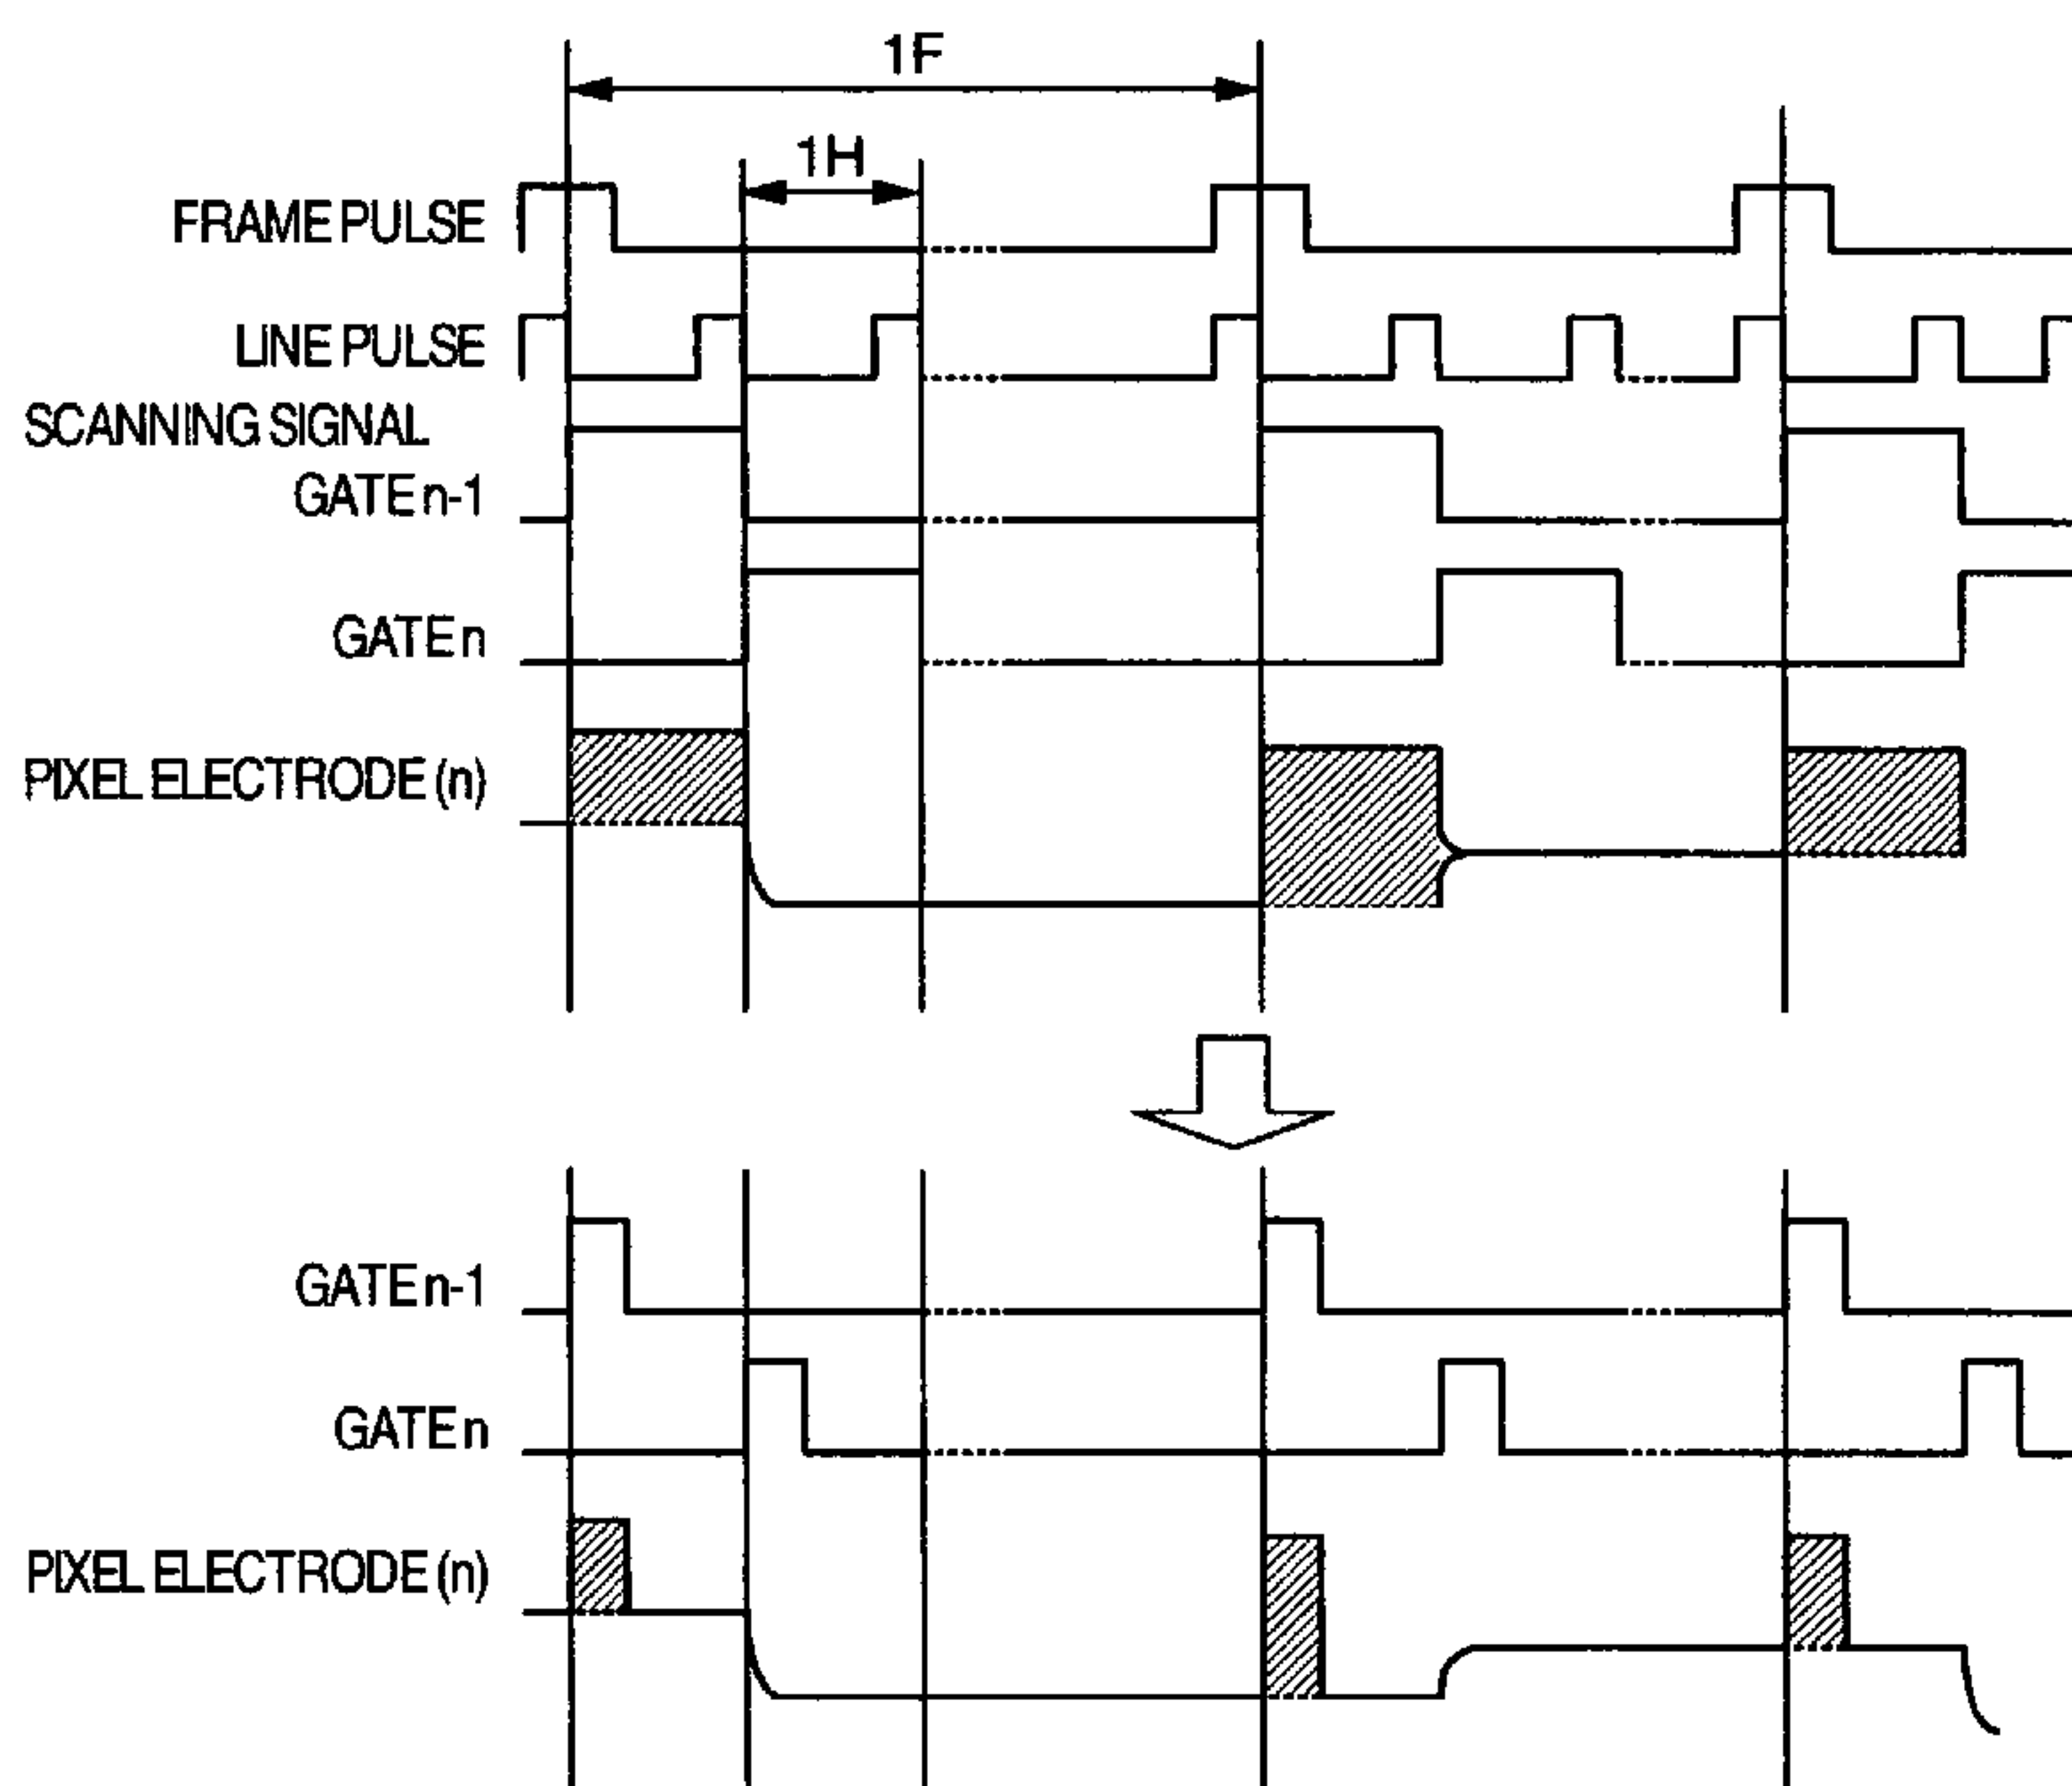 1F
1H
FRAME PULSE
LINE PULSE
SCANNING SIGNAL
GATE n-1
GATE n
PIXEL ELECTRODE (n)
GATE n-1
GATE n
PIXEL ELECTRODE (n)